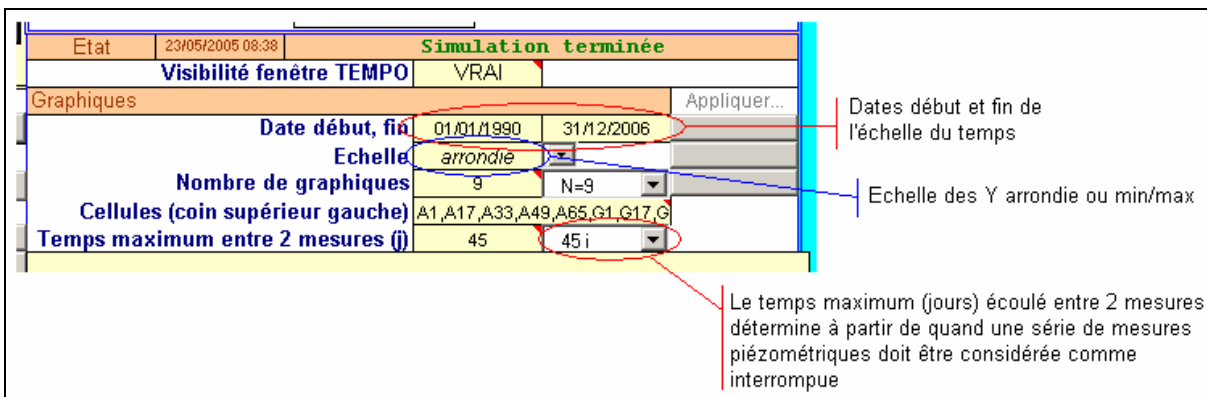 Etat 23/05/2005 08:38 Simulation terminée
Visibilité fenêtre TEMPO VRAI
Graphiques Appliquer...
Date début, fin 01/01/1990 31/12/2006
Echelle arrondie
Nombre de graphiques 9 N=9
Cellules (coin supérieur gauche) A1,A17,A33,A49,A65,G1,G17,G
Temps maximum entre 2 mesures (j) 45 45 j
Dates début et fin de
l'échelle du temps
Echelle des Y arrondie ou min/max
Le temps maximum (jours) écoulé entre 2 mesures
détermine à partir de quand une série de mesures
piézométriques doit être considérée comme
interrompue